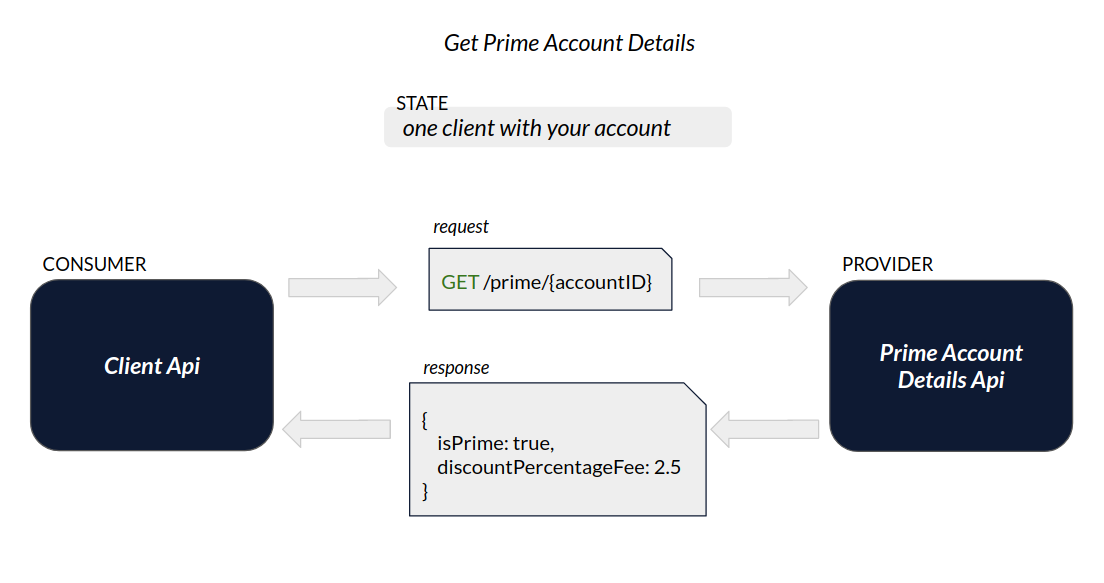 Get Prime Account Details
STATE
one client with your account
request
CONSUMER
GET /prime/{accountID}
PROVIDER
Client Api
Prime Account
Details Api
response
{
isPrime: true,
discountPercentageFee: 2.5
}